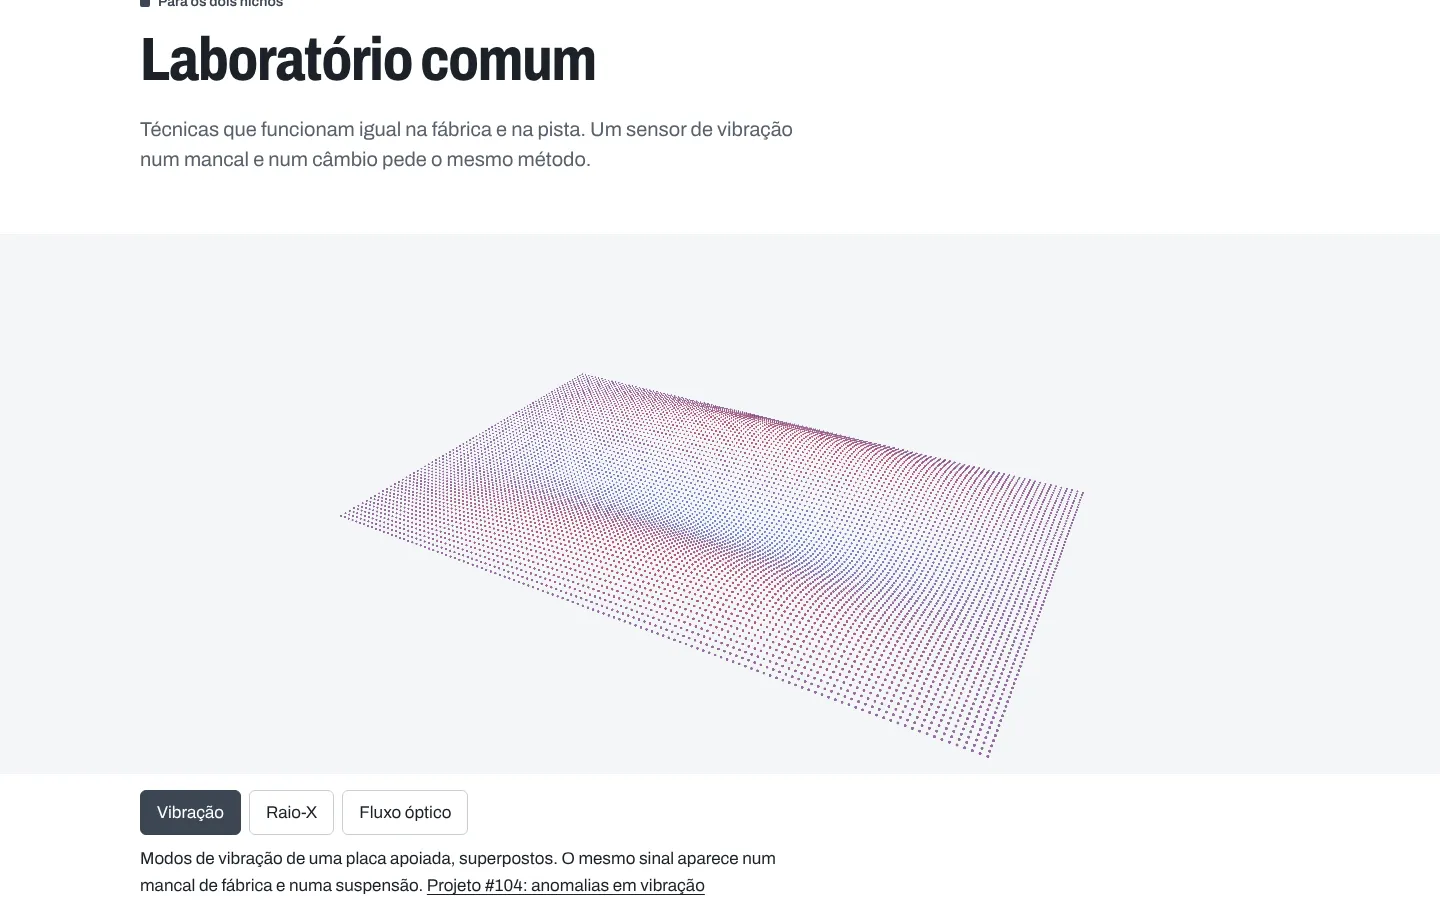 Para os dois nichos
Laboratório comum
Técnicas que funcionam igual na fábrica e na pista. Um sensor de vibração
num mancal e num câmbio pede o mesmo método.
Vibração
Raio-X
Fluxo óptico
Modos de vibração de uma placa apoiada, superpostos. O mesmo sinal aparece num
mancal de fábrica e numa suspensão. Projeto #104: anomalias em vibração